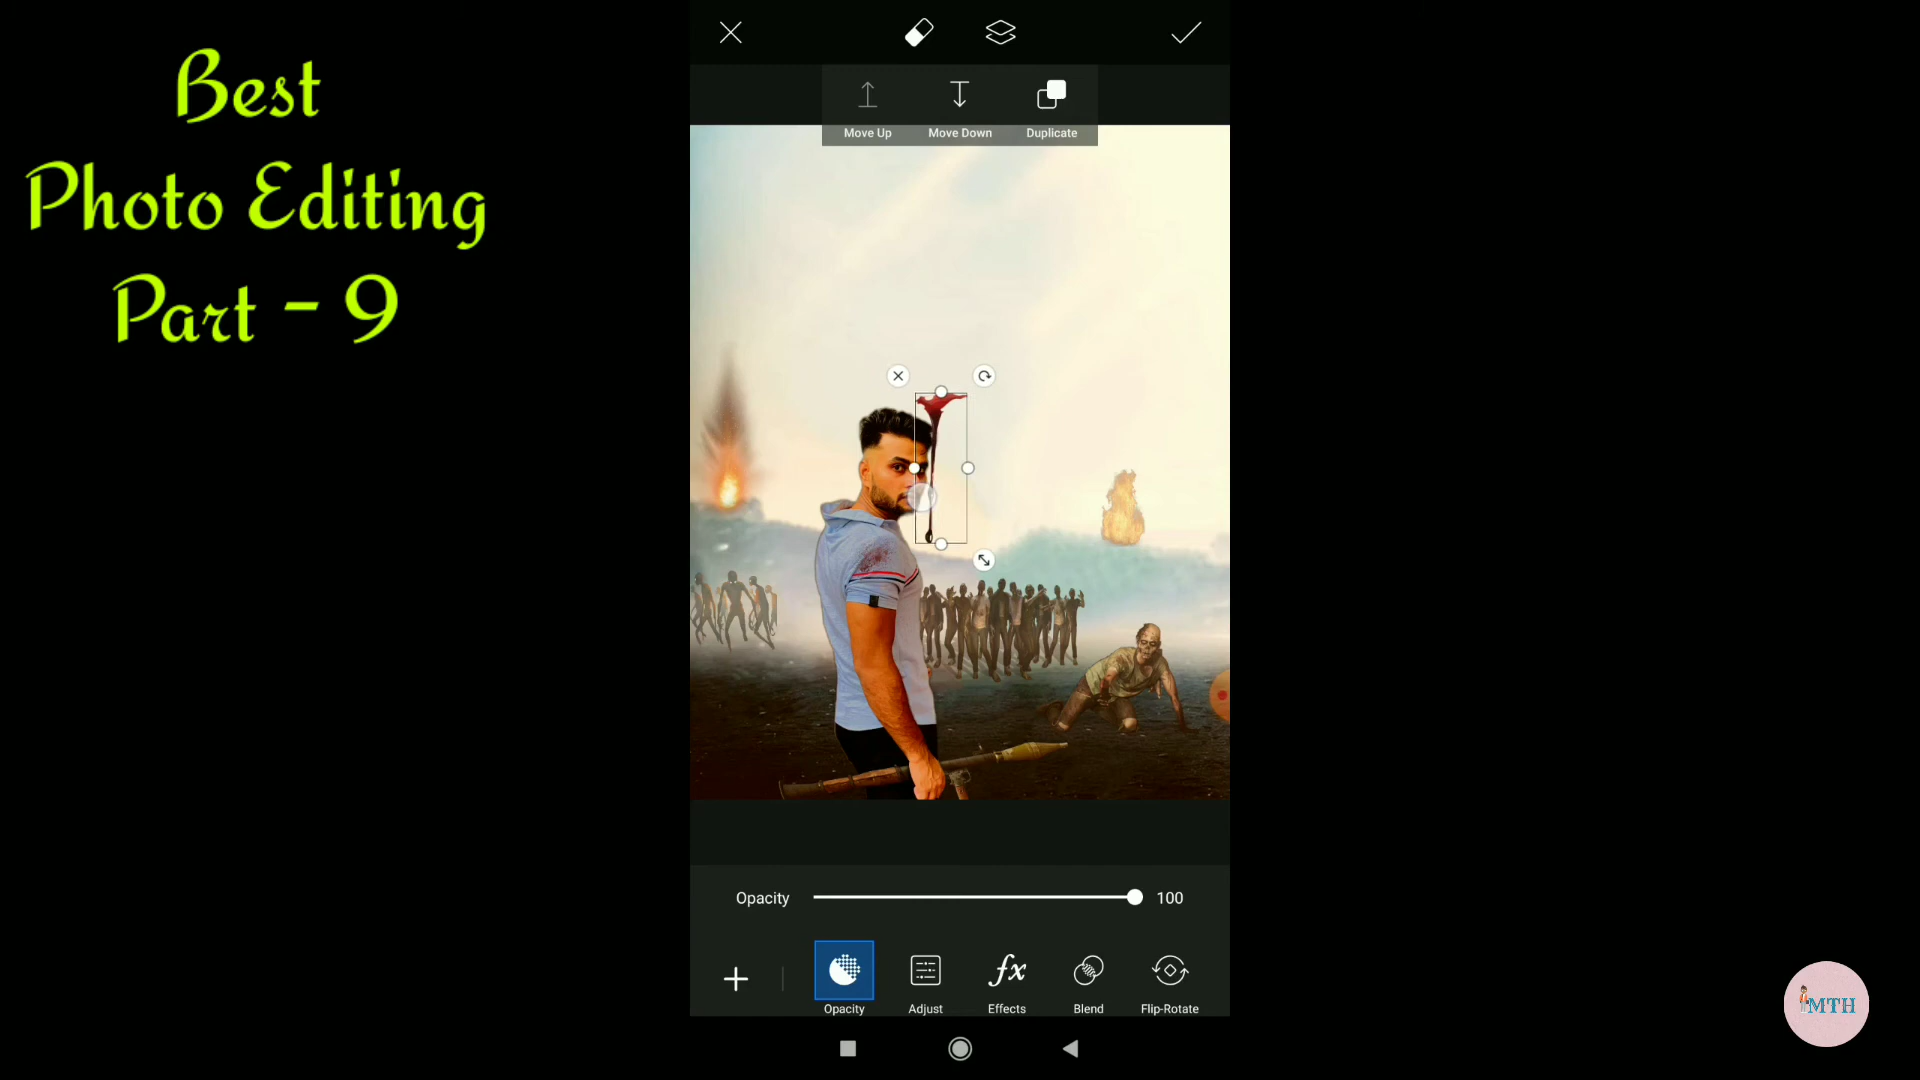 Best
Photo Editing
Part - 9
Move Up Move Down Duplicate
Opacity 100
Opacity Adjust Effects Blend Flip-Rotate
MTH